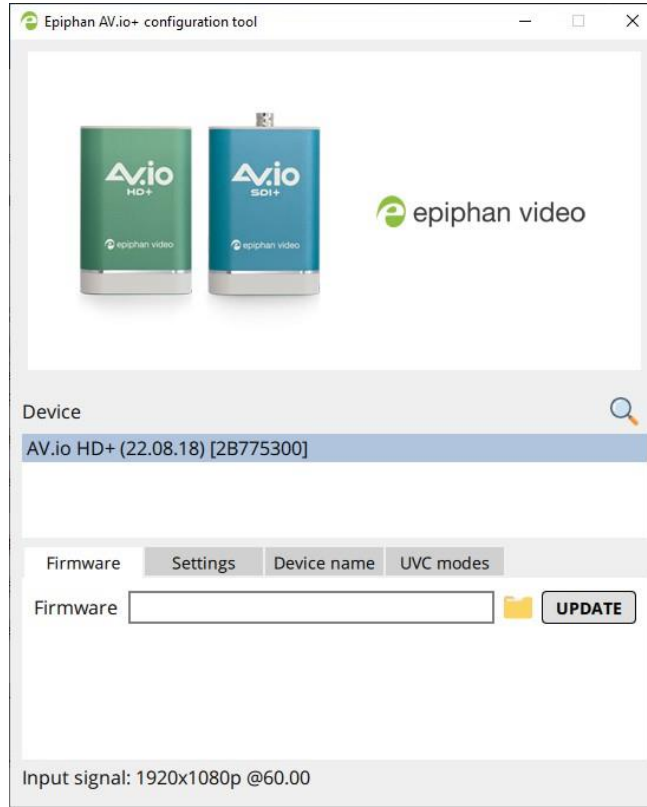 Epiphan AV.io+ configuration tool
AV.io
HD+
epiphan video
AV.io
SDI+
epiphan video
epiphan video
Device
AV.io HD+ (22.08.18) [2B775300]
Firmware Settings Device name UVC modes
Firmware UPDATE
Input signal: 1920x1080p @60.00